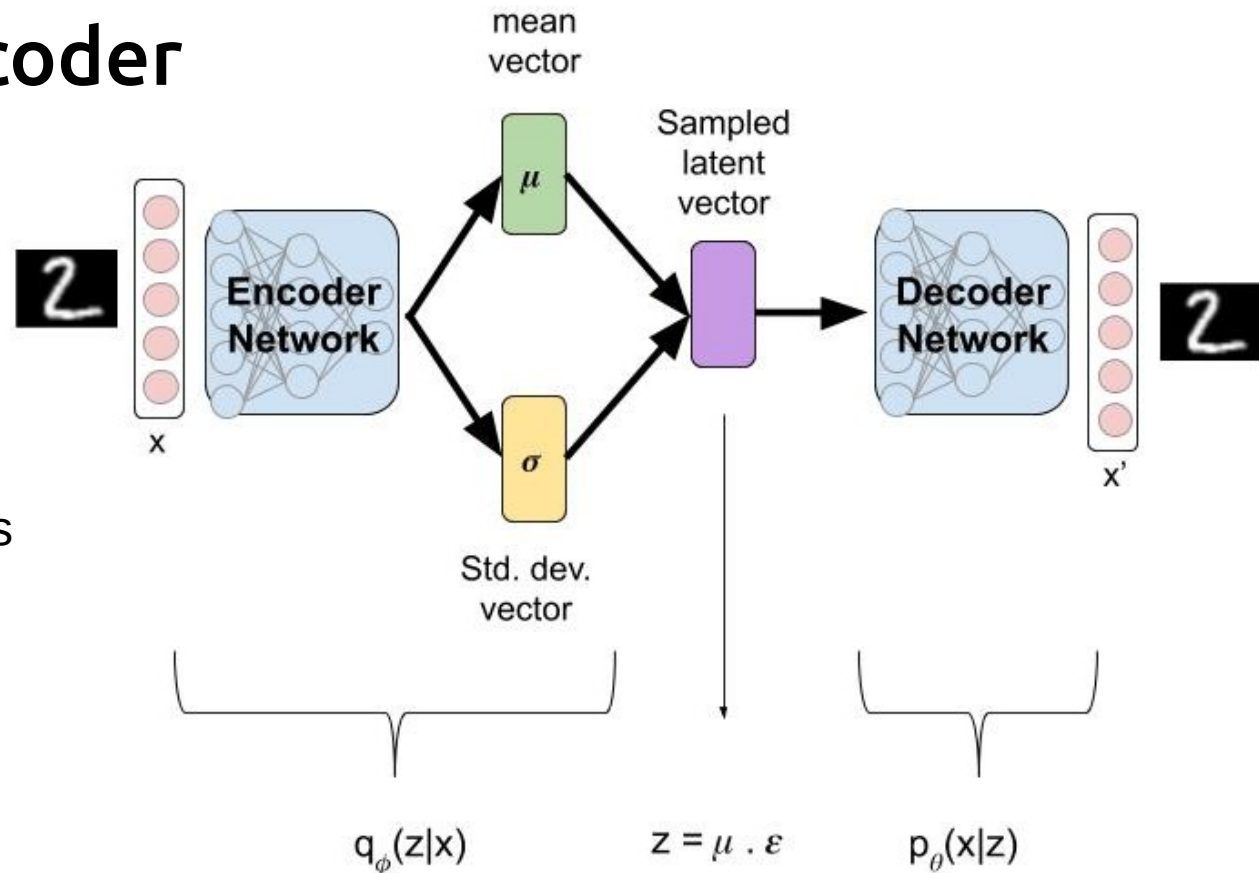 coder
mean
vector
μ
Sampled
latent
vector
Encoder
Network
Decoder
Network
x
x’
σ
s
Std. dev.
vector
q_ϕ(z|x)
z = μ . ε
p_θ(x|z)